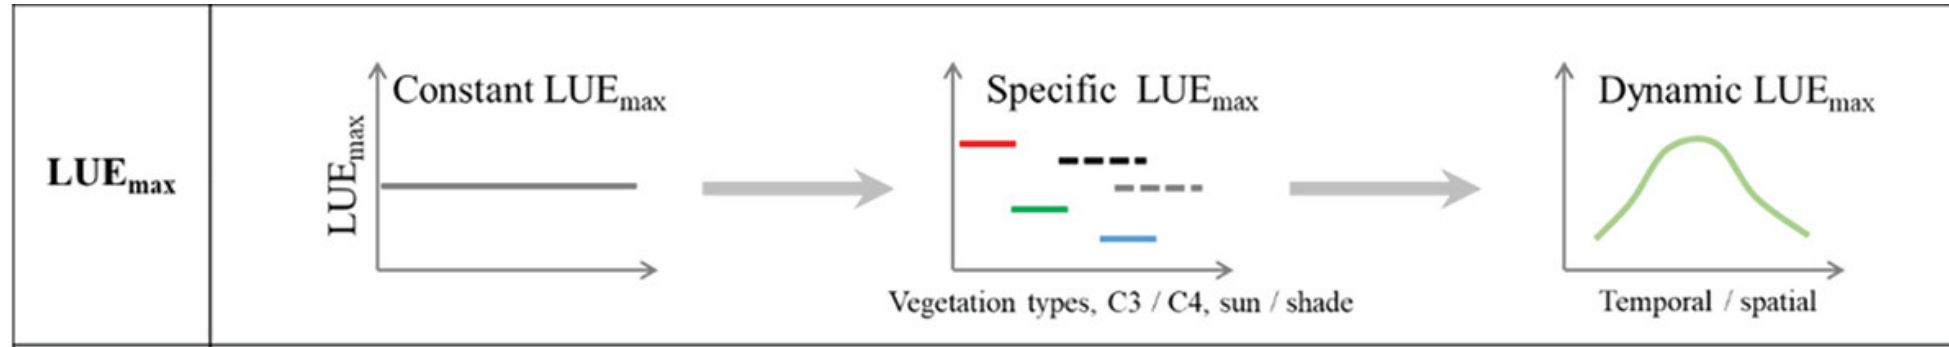 LUEmax
LUEmax
Constant LUEmax
Specific LUEmax
Vegetation types, C3 / C4, sun / shade
Dynamic LUEmax
Temporal / spatial